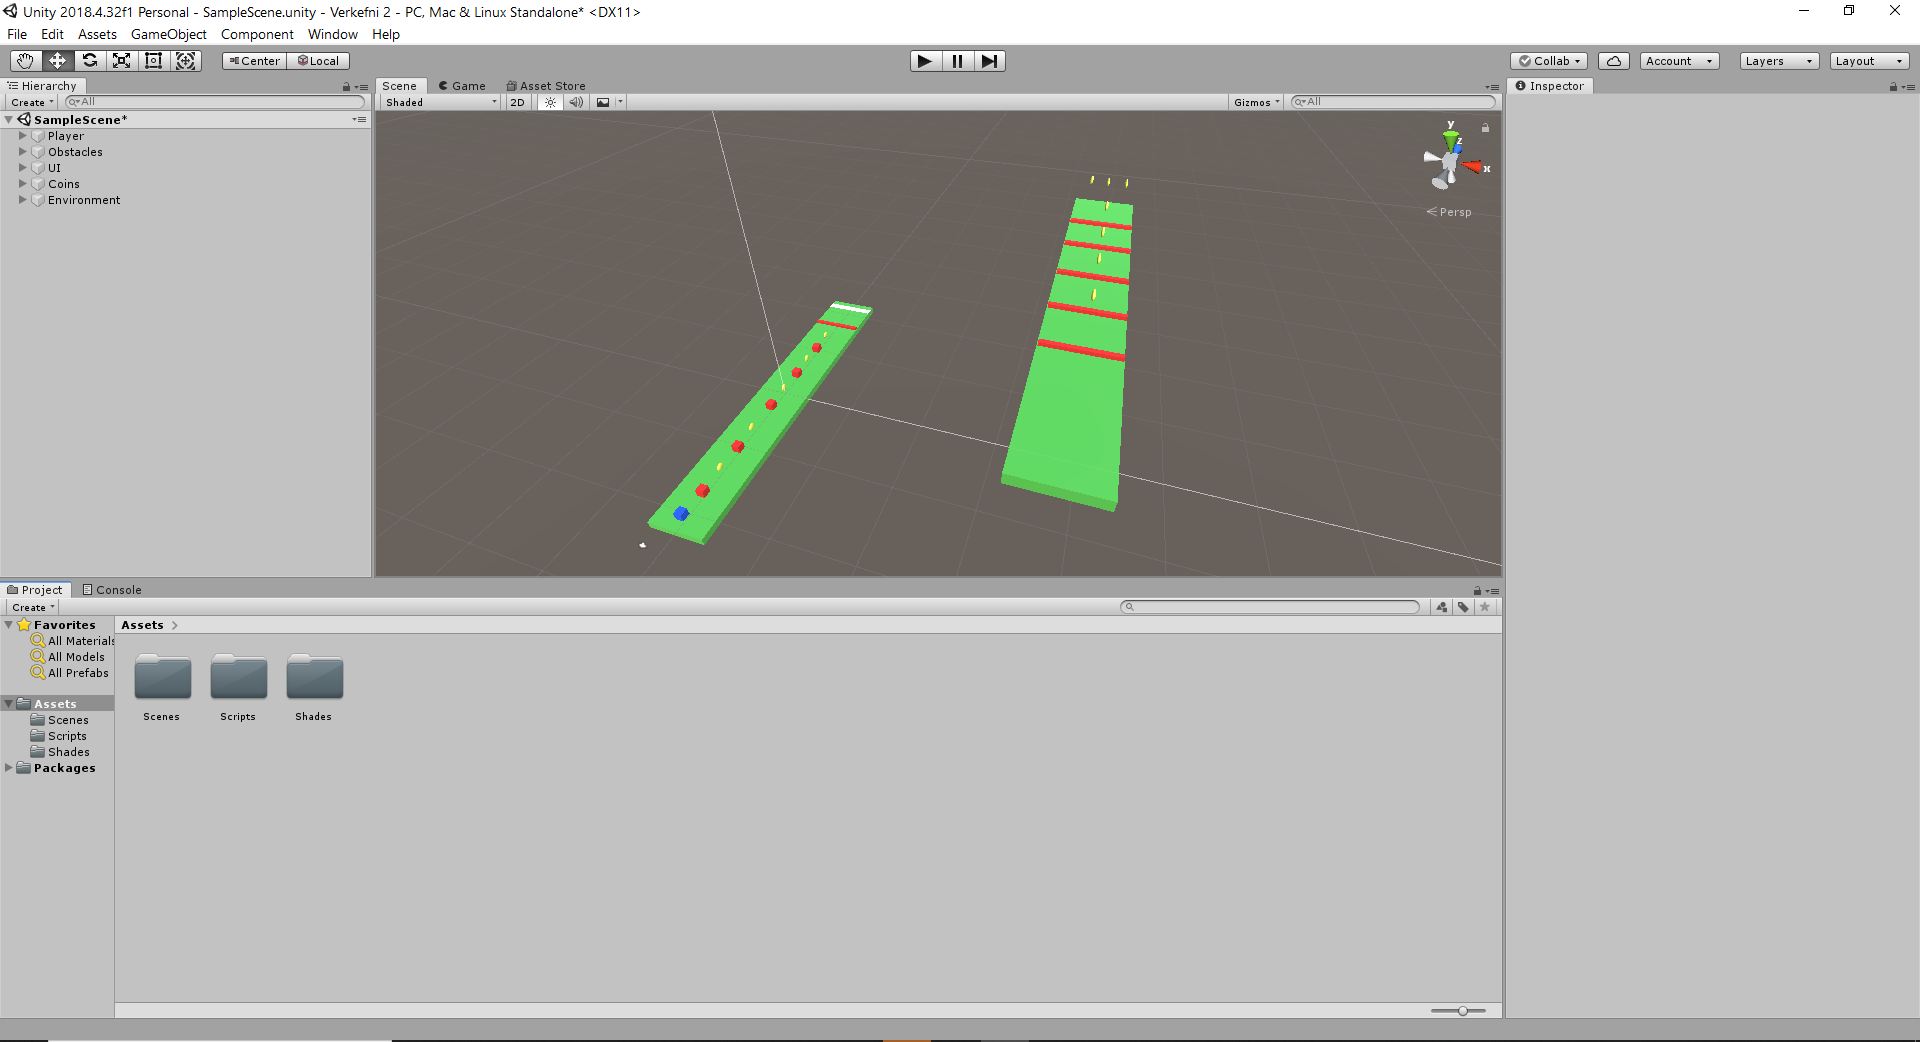 Unity 2018.4.32f1 Personal - SampleScene.unity - Verkefni 2 - PC, Mac & Linux Standalone* <DX11>
File Edit Assets GameObject Component Window Help
Center Local Collab Account Layers Layout
Hierarchy
Create All
SampleScene*
Player
Obstacles
UI
Coins
Environment
Scene Game Asset Store
Shaded 2D Gizmos All
y
z
x
Persp
Inspector
Project Console
Create
Favorites
All Materials
All Models
All Prefabs
Assets
Scenes
Scripts
Shades
Packages
Assets
Scenes Scripts Shades